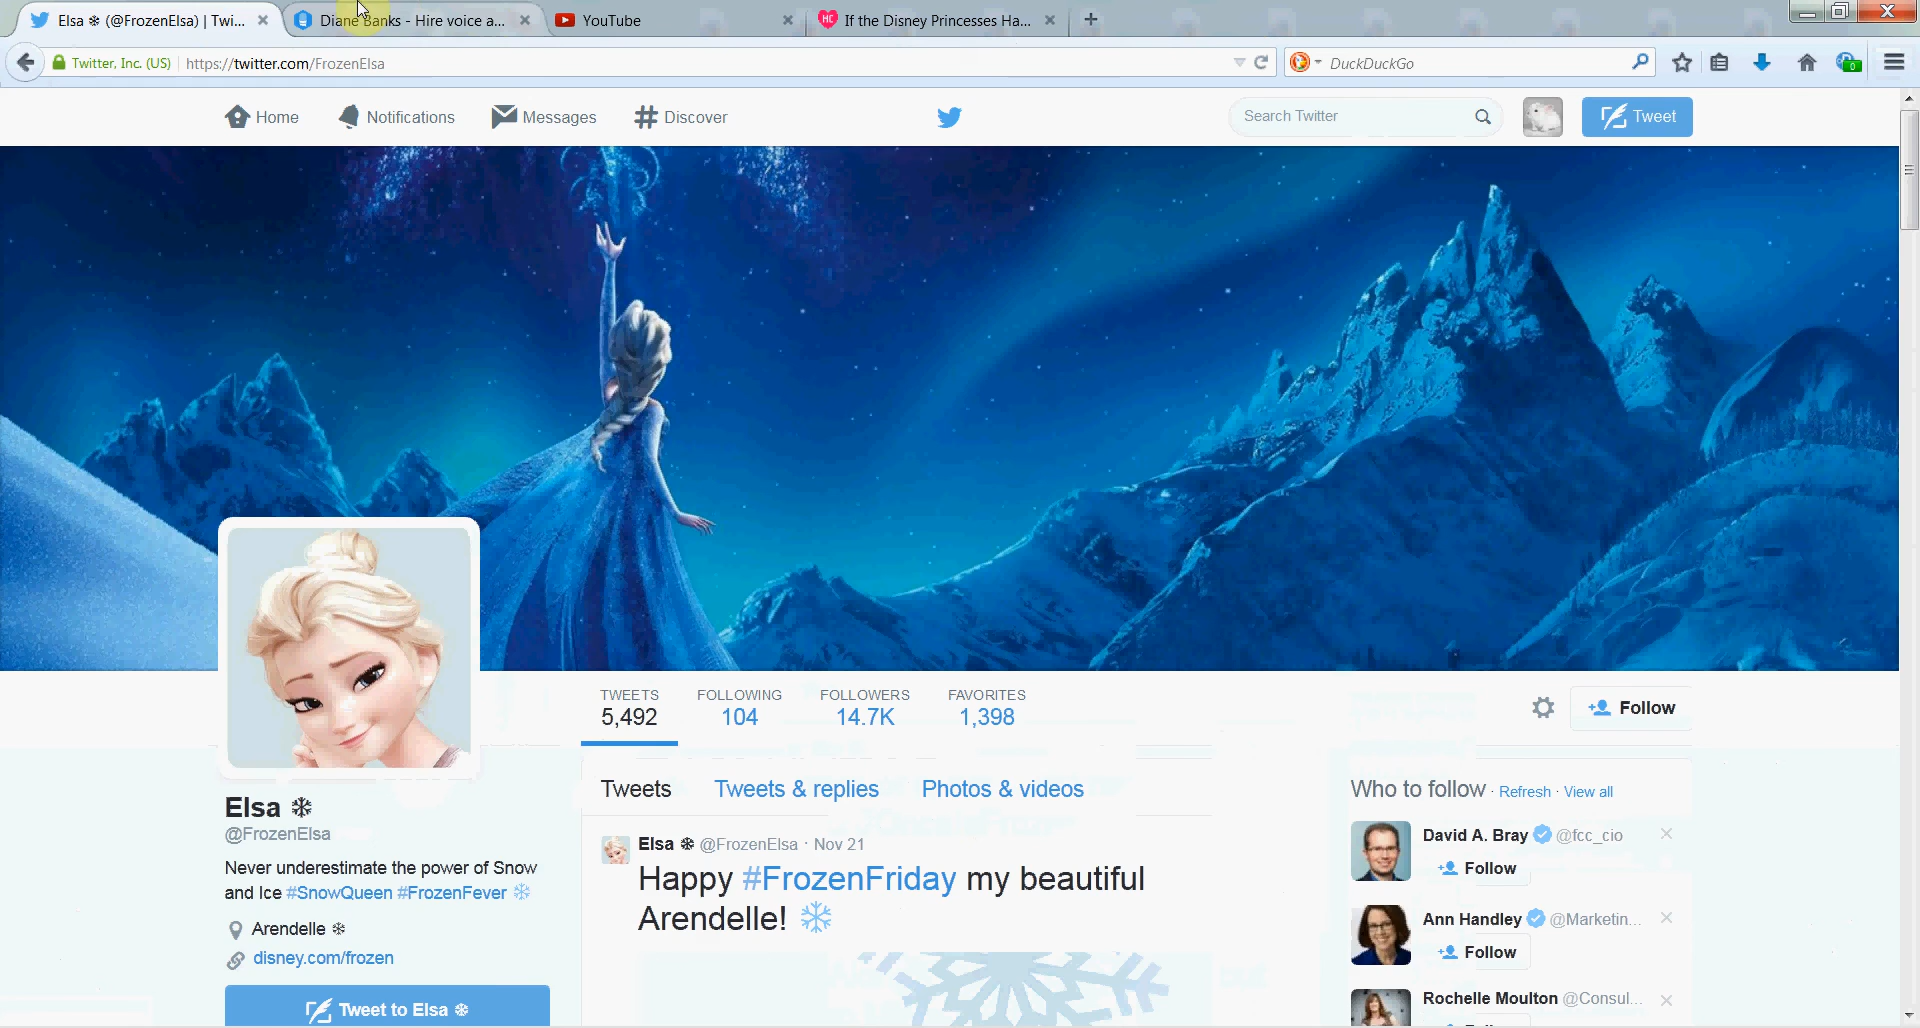 Elsa ❄ (@FrozenElsa) | Twi...
Diane Banks - Hire voice a...
YouTube
If the Disney Princesses Ha...
Twitter, Inc. (US)
https://twitter.com/FrozenElsa
DuckDuckGo
0
Home
Notifications
Messages
Discover
Search Twitter
Tweet
TWEETS
5,492
FOLLOWING
104
FOLLOWERS
14.7K
FAVORITES
1,398
Follow
Elsa ❄
@FrozenElsa
Never underestimate the power of Snow
and Ice #SnowQueen #FrozenFever ❄
Arendelle ❄
disney.com/frozen
Tweet to Elsa ❄
Tweets
Tweets & replies
Photos & videos
Elsa ❄ @FrozenElsa · Nov 21
Happy #FrozenFriday my beautiful
Arendelle! ❄
Who to follow · Refresh · View all
David A. Bray @fcc_cio
Follow
Ann Handley @Marketin...
Follow
Rochelle Moulton @Consul...